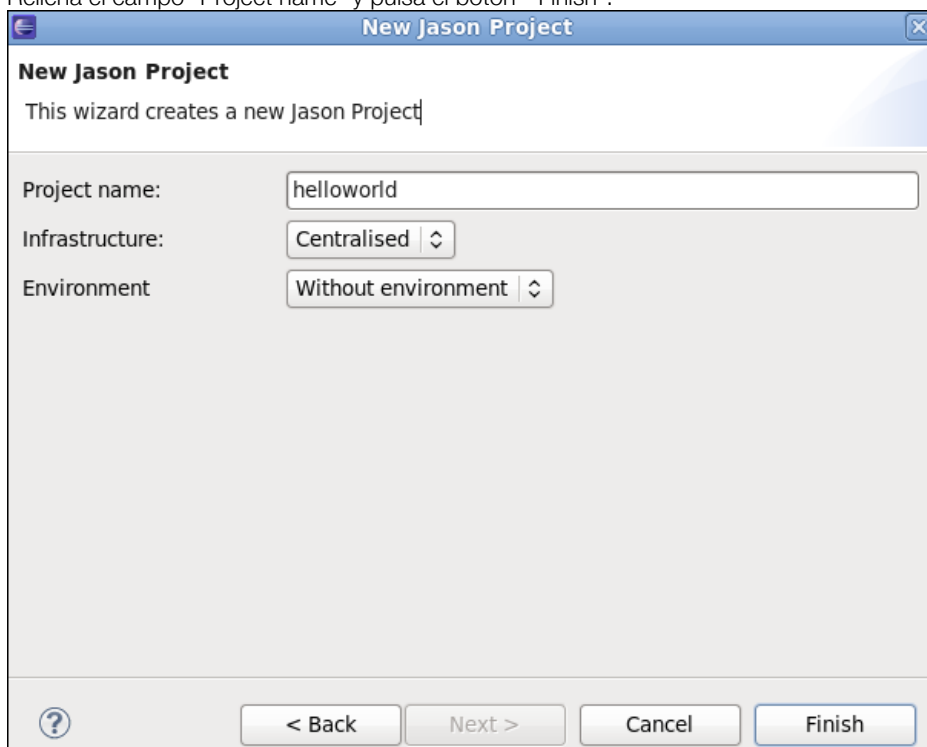 Rellena el campo "Project name" y pulsa el botón "Finish".
New Jason Project
New Jason Project
This wizard creates a new Jason Project
Project name: helloworld
Infrastructure: Centralised
Environment Without environment
? < Back Next > Cancel Finish